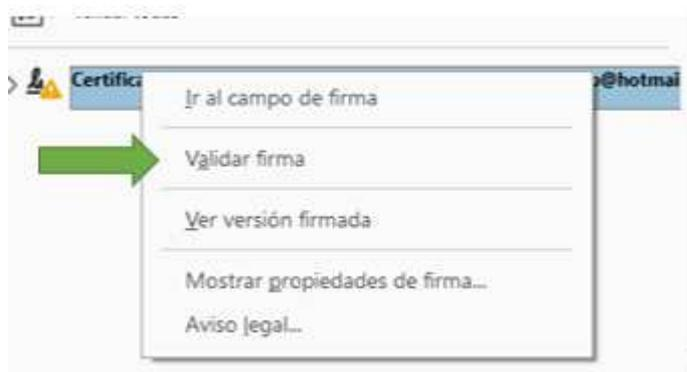 Certifica
@hotmai
Ir al campo de firma
Validar firma
Ver versión firmada
Mostrar propiedades de firma...
Aviso legal...